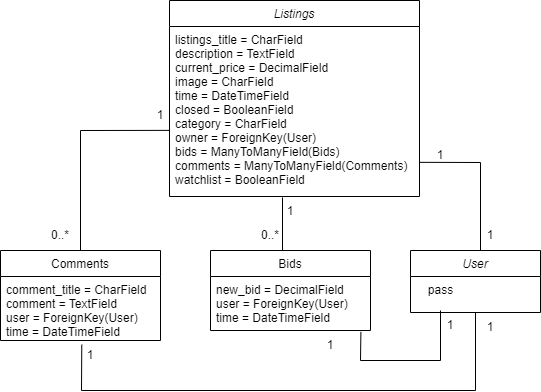 Listings
listings_title = CharField
description = TextField
current_price = DecimalField
image = CharField
time = DateTimeField
closed = BooleanField
category = CharField
owner = ForeignKey(User)
bids = ManyToManyField(Bids)
comments = ManyToManyField(Comments)
watchlist = BooleanField
1
1
1
0..*
0..*
1
Comments
comment_title = CharField
comment = TextField
user = ForeignKey(User)
time = DateTimeField
Bids
new_bid = DecimalField
user = ForeignKey(User)
time = DateTimeField
User
pass
1
1
1
1